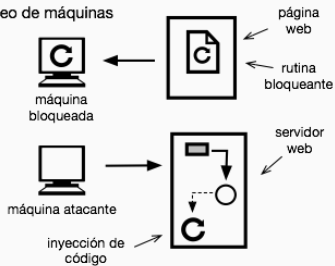 eo de máquinas
página
web
rutina
bloqueante
máquina
bloqueada
servidor
web
máquina atacante
inyección de
código